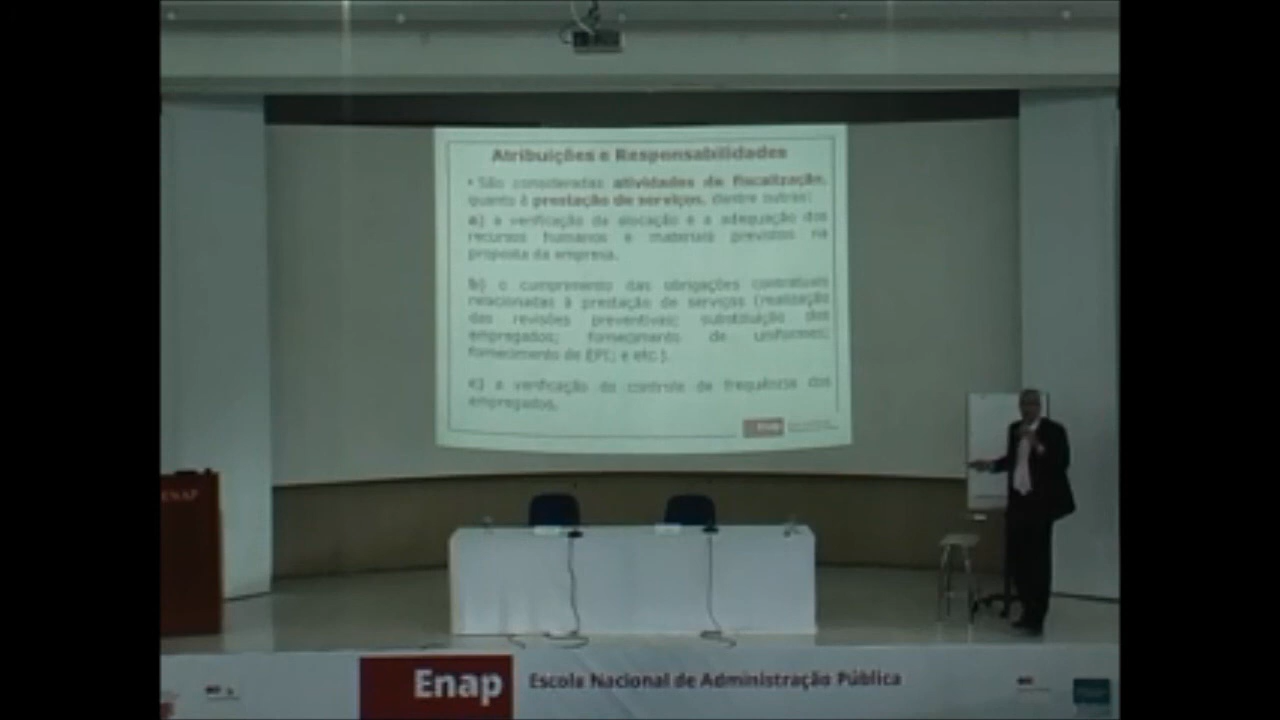 Atribuições e Responsabilidades
• São consideradas atividades de fiscalização,
quanto à prestação de serviços, dentre outras:
a) a verificação da alocação e a adequação dos
recursos humanos e materiais previstos na
proposta da empresa.
b) o cumprimento das obrigações contratuais
relacionadas à prestação de serviços (realização
das revisões preventivas; substituição dos
empregados; fornecimento de uniformes;
fornecimento de EPI; e etc.).
c) a verificação do controle de frequência dos
empregados.
Enap
ENAP
Enap Escola Nacional de Administração Pública